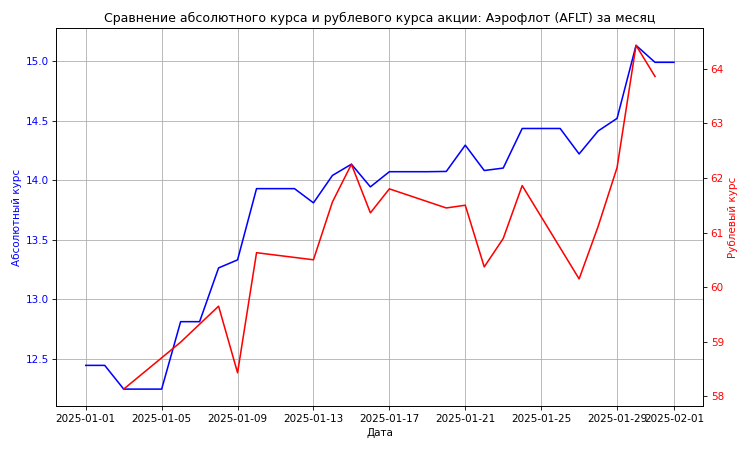 Сравнение абсолютного курса и рублевого курса акции: Аэрофлот (AFLT) за месяц
15.0
14.5
14.0
13.5
13.0
12.5
Абсолютный курс
64
63
62
61
60
59
58
Рублевый курс
2025-01-01 2025-01-05 2025-01-09 2025-01-13 2025-01-17 2025-01-21 2025-01-25 2025-01-29 2025-02-01
Дата